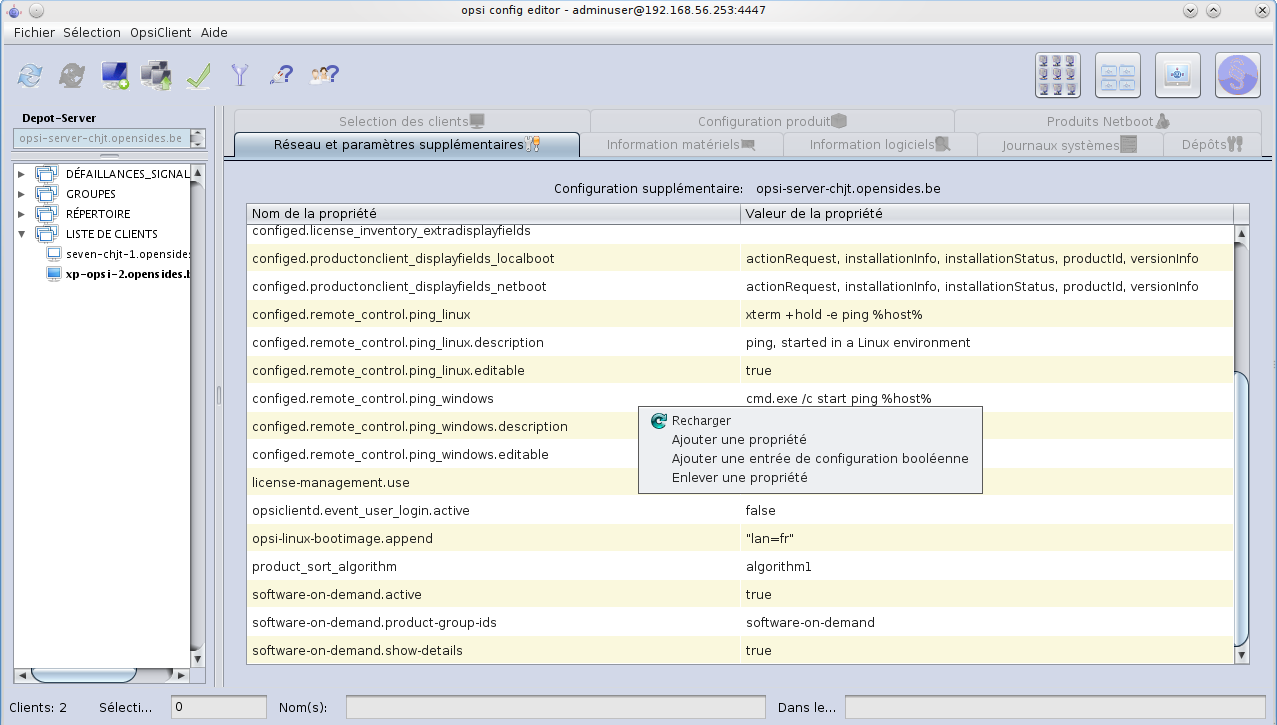 opsi config editor - adminuser@192.168.56.253:4447
Fichier Sélection OpsiClient Aide
Depot-Server
opsi-server-chjt.opensides.be
DÉFAILLANCES_SIGNAL
GROUPES
RÉPERTOIRE
LISTE DE CLIENTS
seven-chjt-1.opensides
xp-opsi-2.opensides.b
Selection des clients Configuration produit Produits Netboot
Réseau et paramètres supplémentaires Information matériels Information logiciels Journaux systèmes Dépôts
Configuration supplémentaire: opsi-server-chjt.opensides.be
Nom de la propriété Valeur de la propriété
configed.license_inventory_extradisplayfields
configed.productonclient_displayfields_localboot actionRequest, installationInfo, installationStatus, productId, versionInfo
configed.productonclient_displayfields_netboot actionRequest, installationInfo, installationStatus, productId, versionInfo
configed.remote_control.ping_linux xterm +hold -e ping %host%
configed.remote_control.ping_linux.description ping, started in a Linux environment
configed.remote_control.ping_linux.editable true
configed.remote_control.ping_windows cmd.exe /c start ping %host%
configed.remote_control.ping_windows.description
configed.remote_control.ping_windows.editable
license-management.use
opsiclientd.event_user_login.active false
opsi-linux-bootimage.append "lan=fr"
product_sort_algorithm algorithm1
software-on-demand.active true
software-on-demand.product-group-ids software-on-demand
software-on-demand.show-details true
Recharger
Ajouter une propriété
Ajouter une entrée de configuration booléenne
Enlever une propriété
Clients: 2 Sélecti... 0 Nom(s): Dans le...